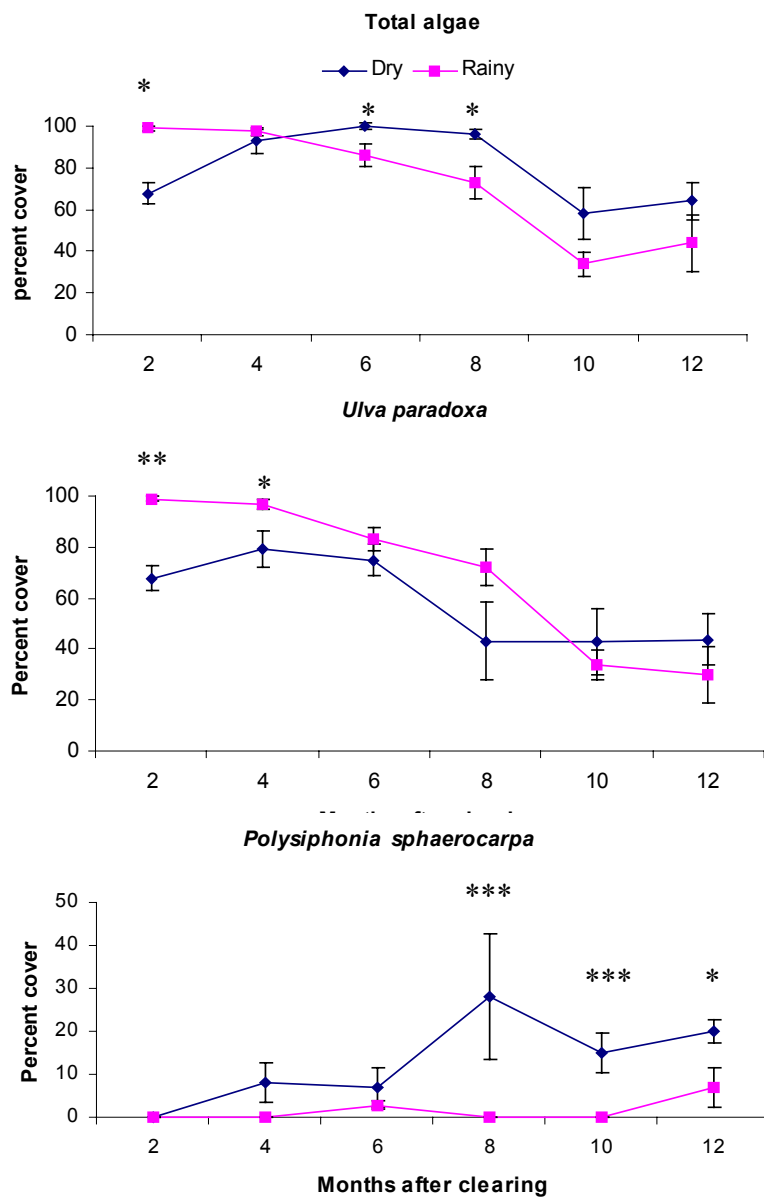 Total algae
Dry Rainy
* * *
percent cover
100
80
60
40
20
0
2 4 6 8 10 12
Ulva paradoxa
** *
Percent cover
100
80
60
40
20
0
2 4 6 8 10 12
Polysiphonia sphaerocarpa
*** *** *
Percent cover
50
40
30
20
10
0
2 4 6 8 10 12
Months after clearing